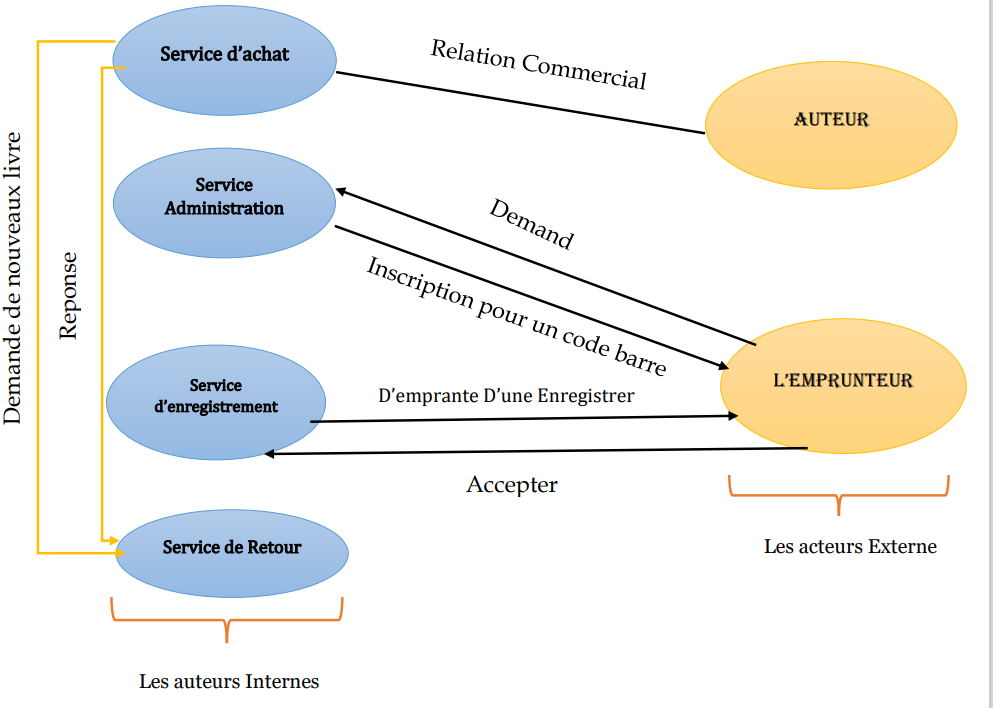 Service d'achat
Relation Commercial
AUTEUR
Service
Administration
Demand
Inscription pour un code barre
Demande de nouveaux livre
Reponse
Service
d'enregistrement
D'emprante D'une Enregistrer
L'EMPRUNTEUR
Accepter
Service de Retour
Les acteurs Externe
Les auteurs Internes